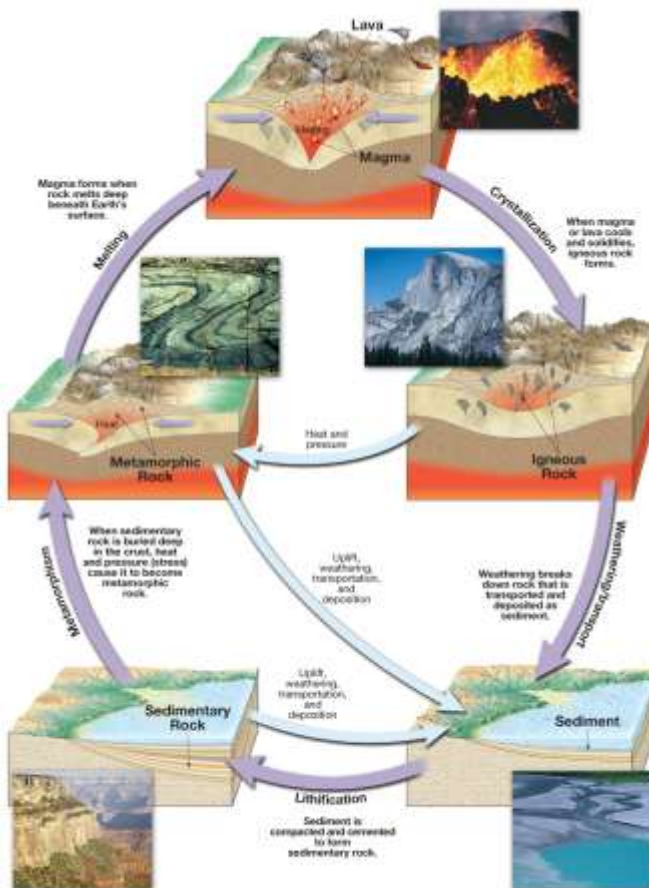 Lava
Melting
Magma
Magma forms when
rock melts deep
beneath Earth's
surface.
Melting
Crystallization
When magma
or lava cools
and solidifies,
igneous rock
forms.
Heat
Metamorphic
Rock
Heat and
pressure
Igneous
Rock
When sedimentary
rock is buried deep
in the crust, heat
and pressure (stress)
cause it to become
metamorphic
rock.
Metamorphism
Uplift,
weathering,
transportation,
and
deposition
Weathering breaks
down rock that is
transported and
deposited as
sediment.
Weathering/transport
Sedimentary
Rock
Uplift,
weathering,
transportation,
and
deposition
Sediment
Lithification
Sediment is
compacted and cemented
to form
sedimentary rock.